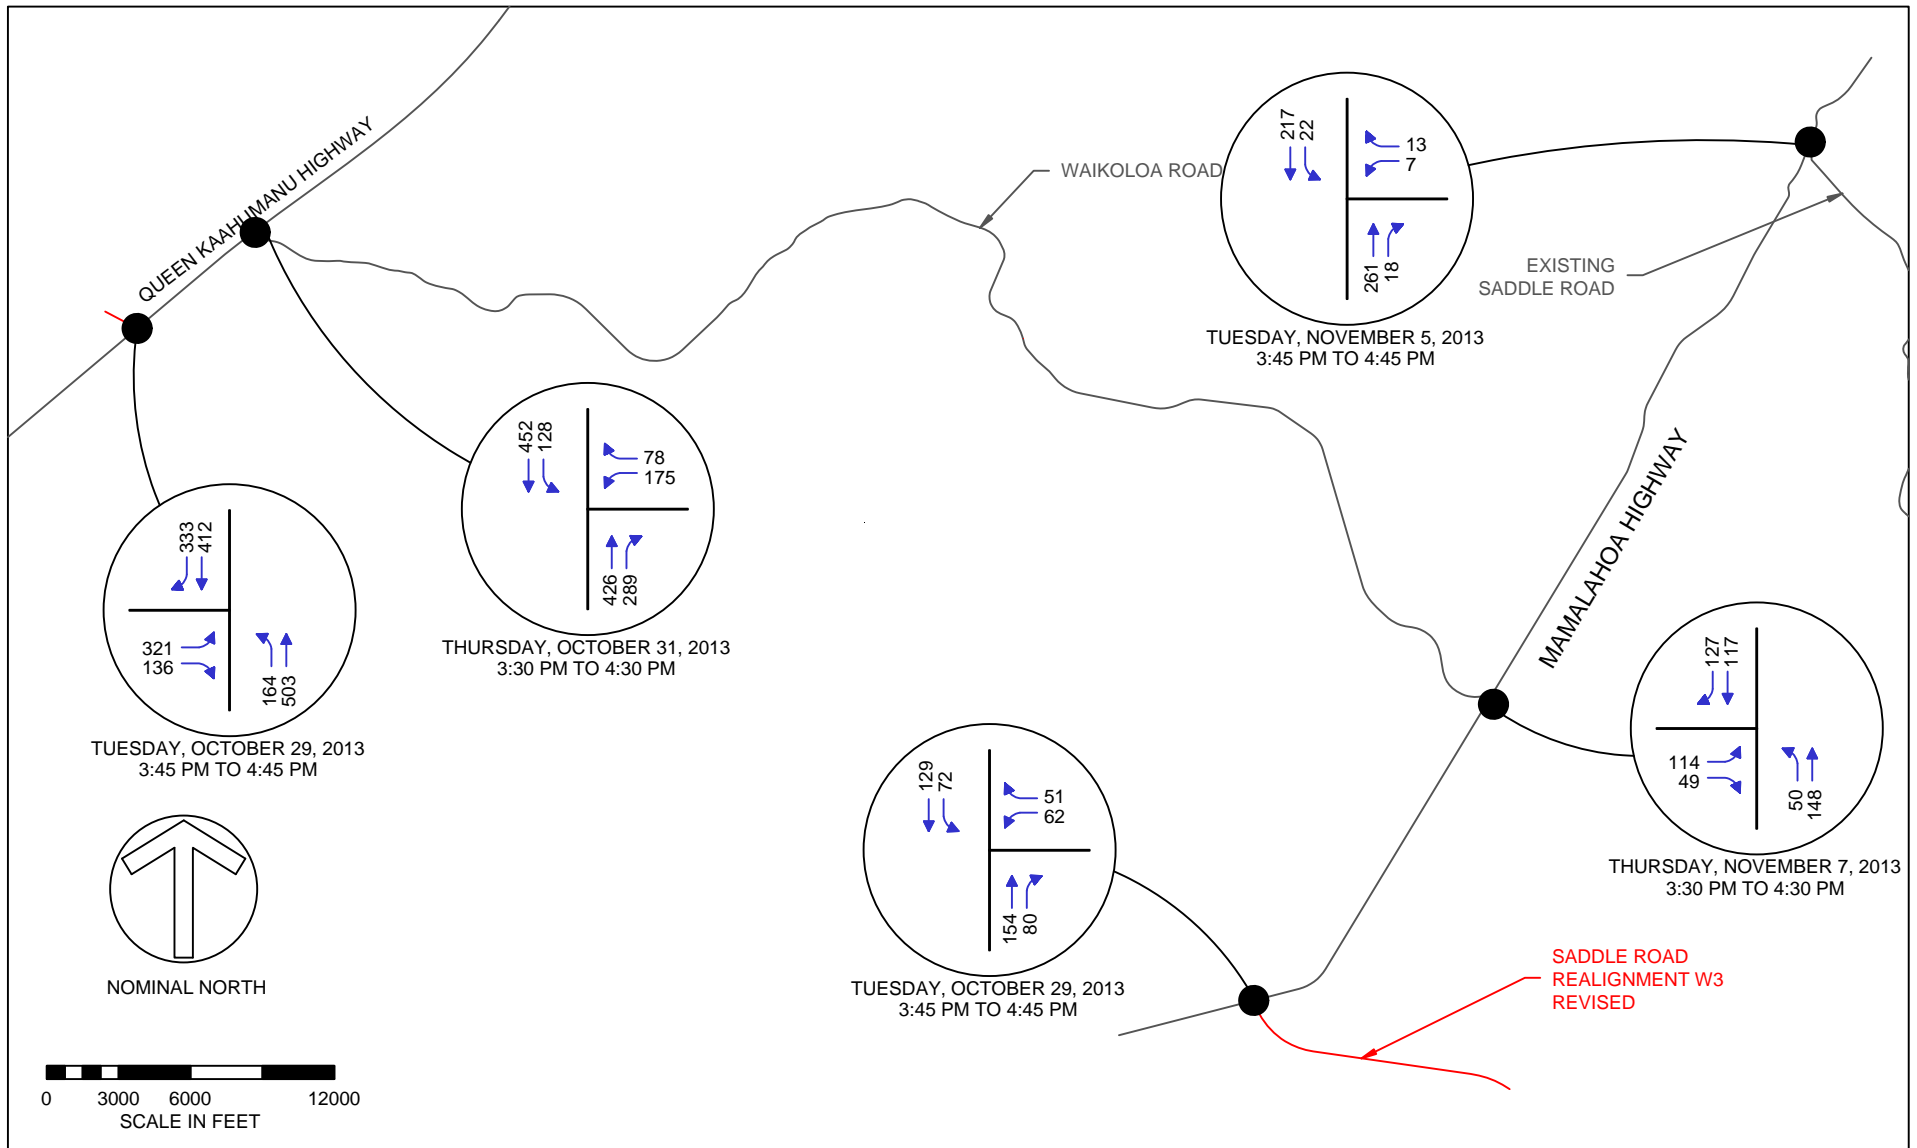 QUEEN KAAHUMANU HIGHWAY
WAIKOLOA ROAD
217
22
13
7
261
18
TUESDAY, NOVEMBER 5, 2013
3:45 PM TO 4:45 PM
EXISTING
SADDLE ROAD
452
128
78
175
426
289
THURSDAY, OCTOBER 31, 2013
3:30 PM TO 4:30 PM
333
412
321
136
164
503
TUESDAY, OCTOBER 29, 2013
3:45 PM TO 4:45 PM
MAMALAHOA HIGHWAY
127
117
114
49
50
148
THURSDAY, NOVEMBER 7, 2013
3:30 PM TO 4:30 PM
129
72
51
62
154
80
TUESDAY, OCTOBER 29, 2013
3:45 PM TO 4:45 PM
SADDLE ROAD
REALIGNMENT W3
REVISED
NOMINAL NORTH
0 3000 6000 12000
SCALE IN FEET